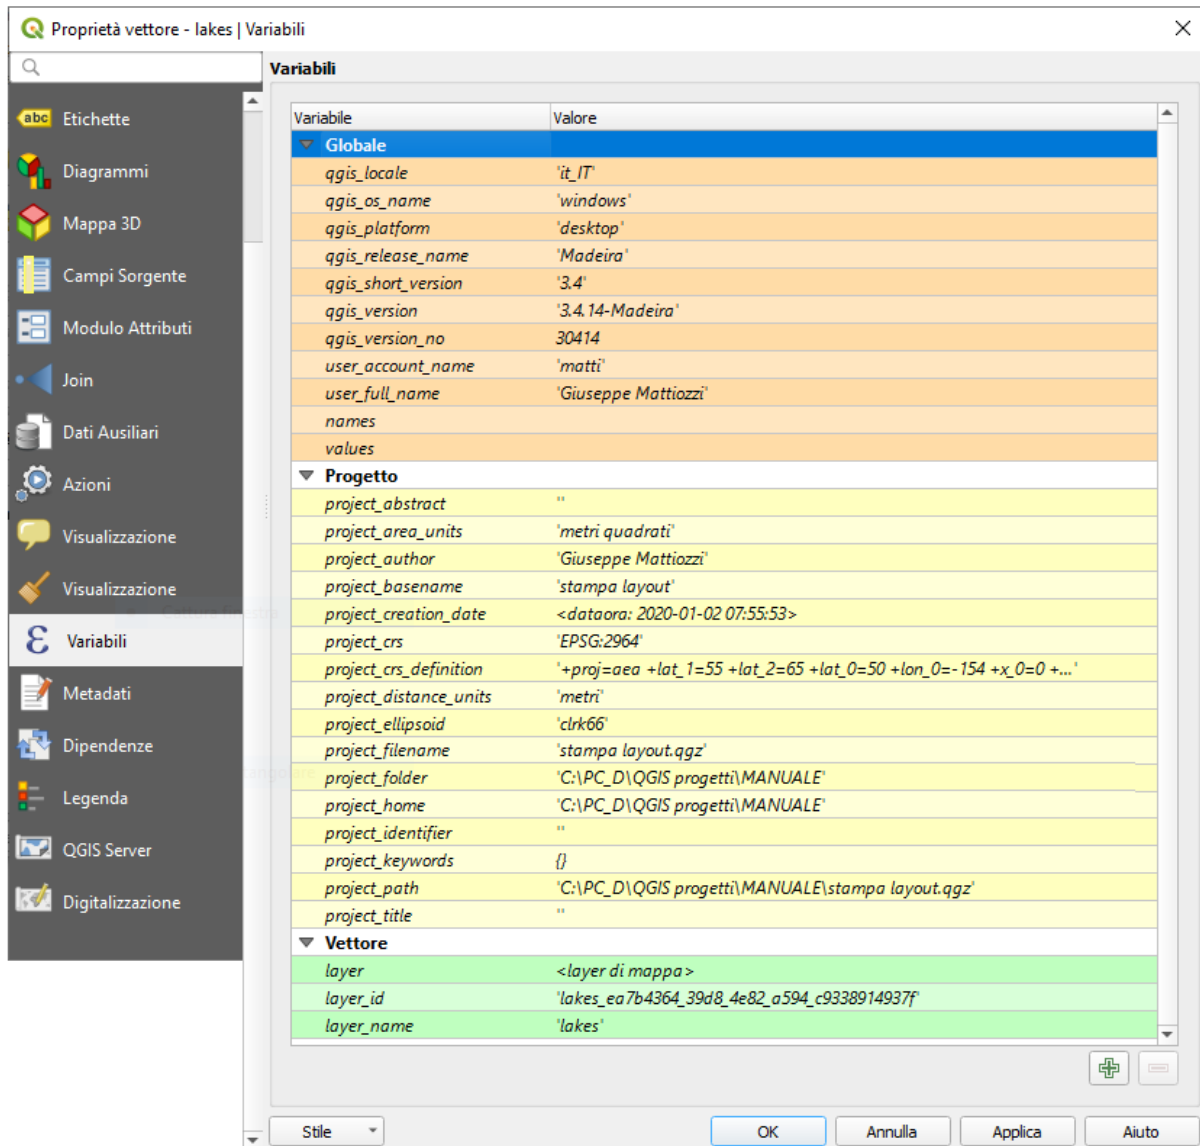 Proprietà vettore - lakes | Variabili
Variabili
abc Etichette
Diagrammi
Mappa 3D
Campi Sorgente
Modulo Attributi
Join
Dati Ausiliari
Azioni
Visualizzazione
Visualizzazione
Variabili
Metadati
Dipendenze
Legenda
QGIS Server
Digitalizzazione
Variabile Valore
Globale
qgis_locale 'it_IT'
qgis_os_name 'windows'
qgis_platform 'desktop'
qgis_release_name 'Madeira'
qgis_short_version '3.4'
qgis_version '3.4.14-Madeira'
qgis_version_no 30414
user_account_name 'matti'
user_full_name 'Giuseppe Mattiozzi'
names
values
Progetto
project_abstract ''
project_area_units 'metri quadrati'
project_author 'Giuseppe Mattiozzi'
project_basename 'stampa layout'
project_creation_date <dataora: 2020-01-02 07:55:53>
project_crs 'EPSG:2964'
project_crs_definition '+proj=aea +lat_1=55 +lat_2=65 +lat_0=50 +lon_0=-154 +x_0=0 +...'
project_distance_units 'metri'
project_ellipsoid 'clrk66'
project_filename 'stampa layout.qgz'
project_folder 'C:\PC_D\QGIS progetti\MANUALE'
project_home 'C:\PC_D\QGIS progetti\MANUALE'
project_identifier ''
project_keywords {}
project_path 'C:\PC_D\QGIS progetti\MANUALE\stampa layout.qgz'
project_title ''
Vettore
layer <layer di mappa>
layer_id 'lakes_ea7b4364_39d8_4e82_a594_c9338914937f'
layer_name 'lakes'
Stile OK Annulla Applica Aiuto